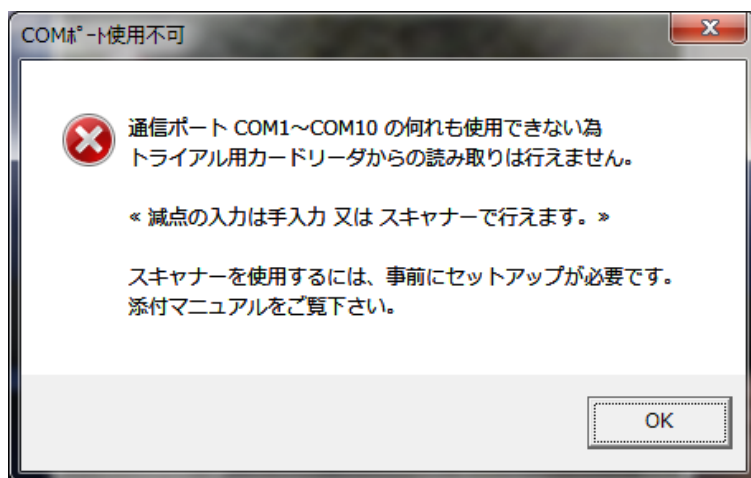 COMﾎﾟｰﾄ使用不可
通信ポート COM1～COM10 の何れも使用できない為
トライアル用カードリーダからの読み取りは行えません。
≪ 減点の入力は手入力 又は スキャナーで行えます。≫
スキャナーを使用するには、事前にセットアップが必要です。
添付マニュアルをご覧下さい。
OK